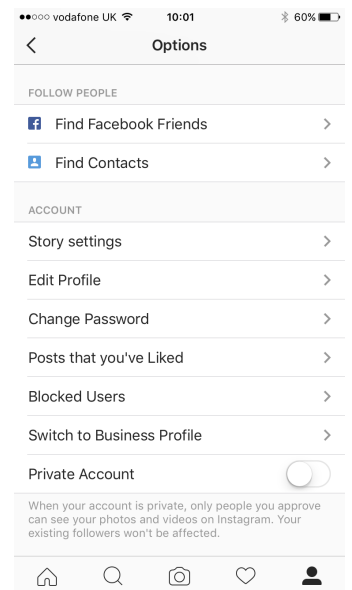 vodafone UK 10:01 60%
Options
FOLLOW PEOPLE
Find Facebook Friends
Find Contacts
ACCOUNT
Story settings
Edit Profile
Change Password
Posts that you've Liked
Blocked Users
Switch to Business Profile
Private Account
When your account is private, only people you approve
can see your photos and videos on Instagram. Your
existing followers won't be affected.